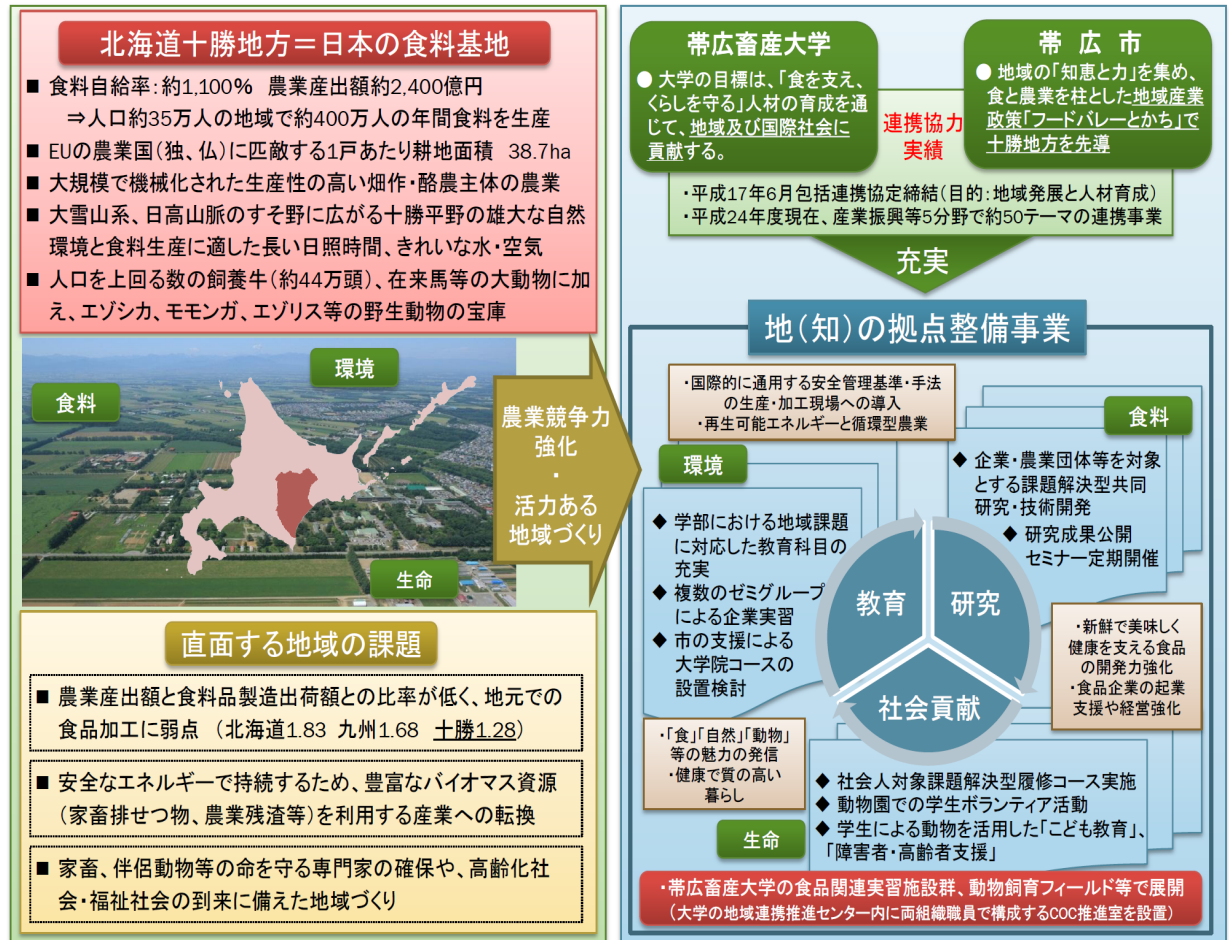 北海道十勝地方＝日本の食料基地
■ 食料自給率：約1,100％ 農業産出額約2,400億円
⇒人口約35万人の地域で約400万人の年間食料を生産
■ EUの農業国（独、仏）に匹敵する1戸あたり耕地面積 38.7ha
■ 大規模で機械化された生産性の高い畑作・酪農主体の農業
■ 大雪山系、日高山脈のすそ野に広がる十勝平野の雄大な自然
環境と食料生産に適した長い日照時間、きれいな水・空気
■ 人口を上回る数の飼養牛（約44万頭）、在来馬等の大動物に加
え、エゾシカ、モモンガ、エゾリス等の野生動物の宝庫
環境
食料
生命
農業競争力
強化
・
活力ある
地域づくり
直面する地域の課題
■ 農業産出額と食料品製造出荷額との比率が低く、地元での
食品加工に弱点 （北海道1.83 九州1.68 十勝1.28）
■ 安全なエネルギーで持続するため、豊富なバイオマス資源
（家畜排せつ物、農業残渣等）を利用する産業への転換
■ 家畜、伴侶動物等の命を守る専門家の確保や、高齢化社
会・福祉社会の到来に備えた地域づくり
帯広畜産大学
● 大学の目標は、「食を支え、
くらしを守る」人材の育成を通
じて、地域及び国際社会に
貢献する。
連携協力
実績
帯 広 市
● 地域の「知恵と力」を集め、
食と農業を柱とした地域産業
政策「フードバレーとかち」で
十勝地方を先導
・平成17年6月包括連携協定締結（目的：地域発展と人材育成）
・平成24年度現在、産業振興等5分野で約50テーマの連携事業
充実
地（知）の拠点整備事業
・国際的に通用する安全管理基準・手法
の生産・加工現場への導入
・再生可能エネルギーと循環型農業
環境
◆ 学部における地域課題
に対応した教育科目の
充実
◆ 複数のゼミグループ
による企業実習
◆ 市の支援による
大学院コースの
設置検討
食料
◆ 企業・農業団体等を対象
とする課題解決型共同
研究・技術開発
◆ 研究成果公開
セミナー定期開催
教育
研究
社会貢献
・新鮮で美味しく
健康を支える食品
の開発力強化
・食品企業の起業
支援や経営強化
・「食」「自然」「動物」
等の魅力の発信
・健康で質の高い
暮らし
生命
◆ 社会人対象課題解決型履修コース実施
◆ 動物園での学生ボランティア活動
◆ 学生による動物を活用した「こども教育」、
「障害者・高齢者支援」
・帯広畜産大学の食品関連実習施設群、動物飼育フィールド等で展開
（大学の地域連携推進センター内に両組織職員で構成するCOC推進室を設置）